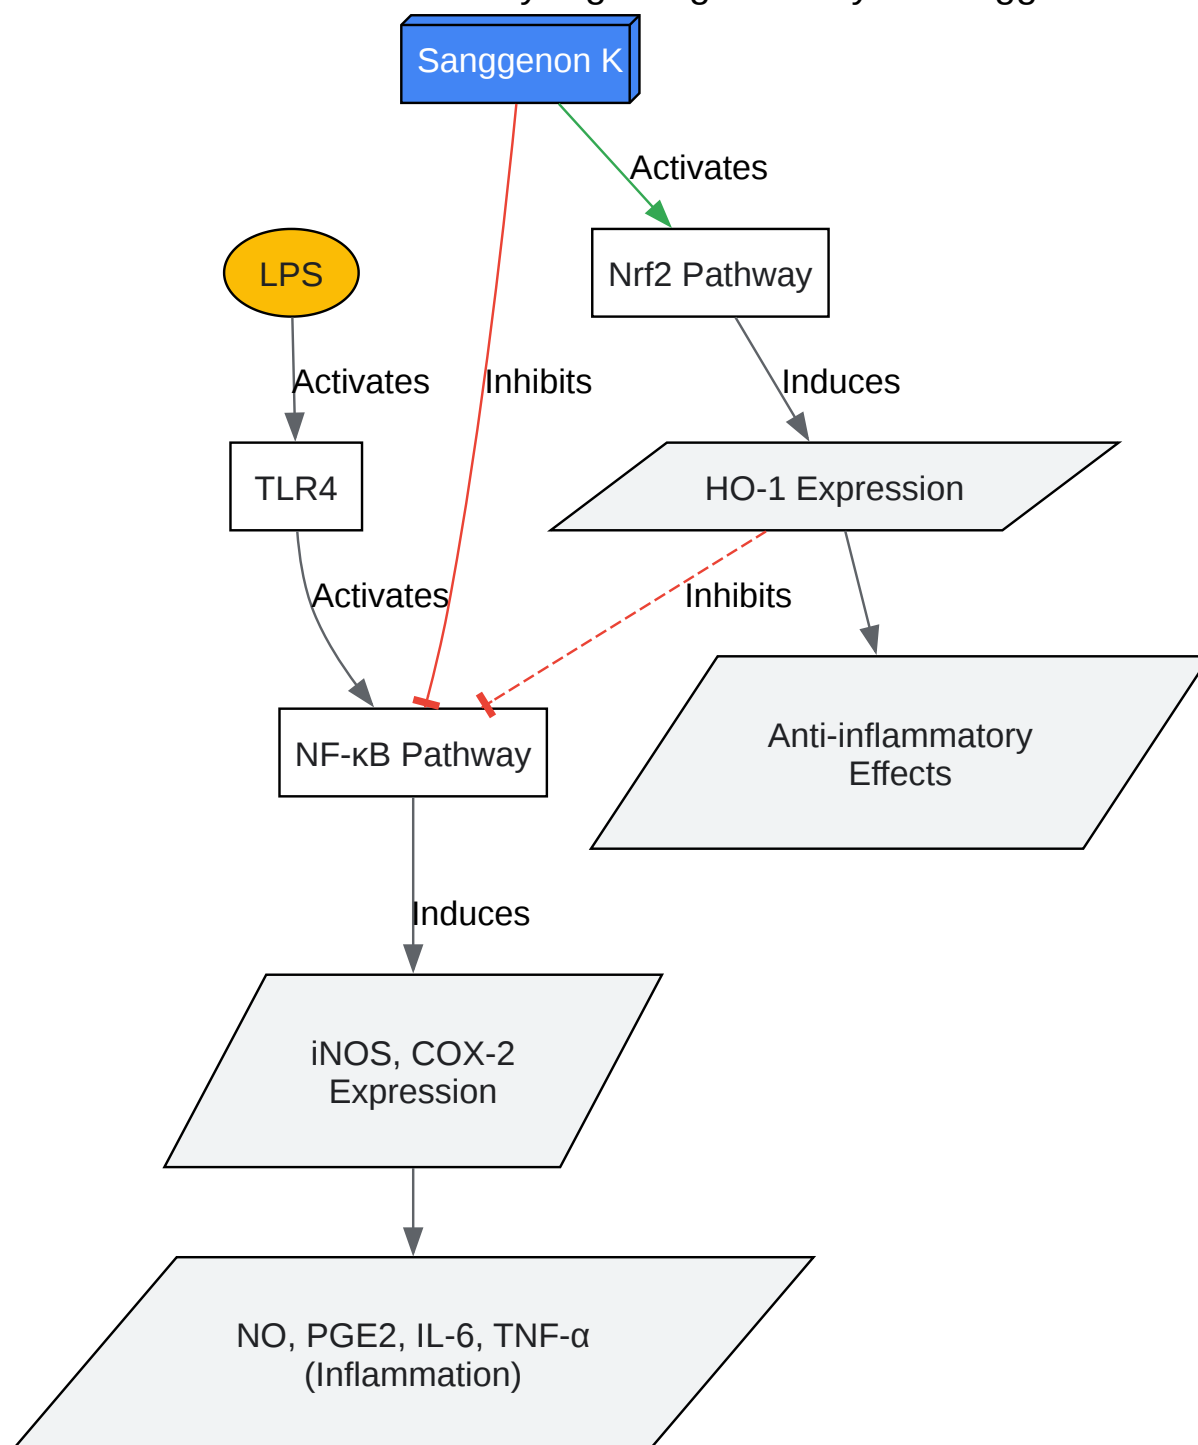 Sanggenon K
Activates
LPS
Nrf2 Pathway
Activates
Inhibits
Induces
TLR4
HO-1 Expression
Activates
Inhibits
NF-κB Pathway
Anti-inflammatory
Effects
Induces
iNOS, COX-2
Expression
NO, PGE2, IL-6, TNF-α
(Inflammation)